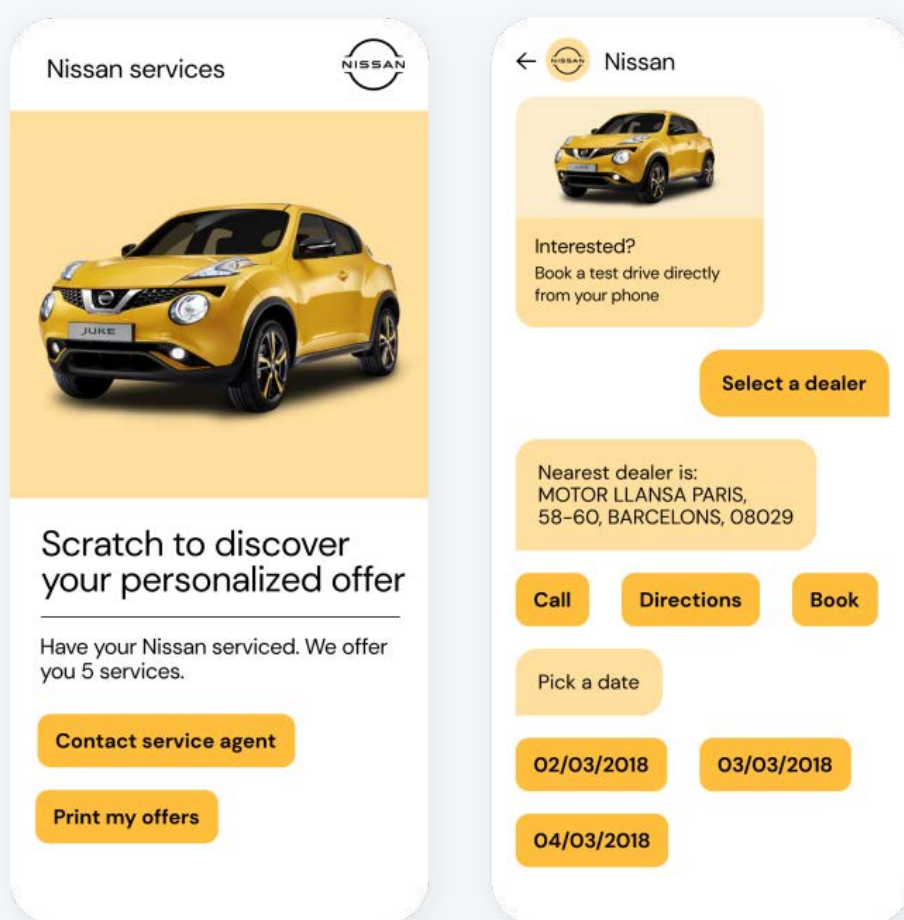 Nissan services
NISSAN
JUKE
Scratch to discover
your personalized offer
Have your Nissan serviced. We offer
you 5 services.
Contact service agent
Print my offers
NISSAN
Nissan
JUKE
Interested?
Book a test drive directly
from your phone
Select a dealer
Nearest dealer is:
MOTOR LLANSA PARIS,
58-60, BARCELONS, 08029
Call
Directions
Book
Pick a date
02/03/2018
03/03/2018
04/03/2018